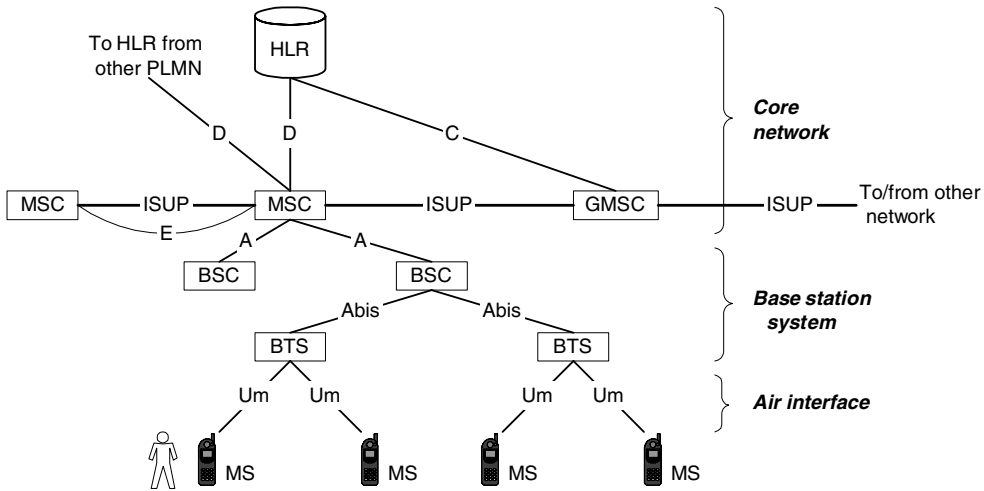 HLR
To HLR from
other PLMN
D
D
C
Core
network
MSC
ISUP
MSC
ISUP
GMSC
ISUP
To/from other
network
E
A
A
BSC
BSC
Abis
Abis
Base station
system
BTS
BTS
Um
Um
Um
Um
Air interface
MS
MS
MS
MS